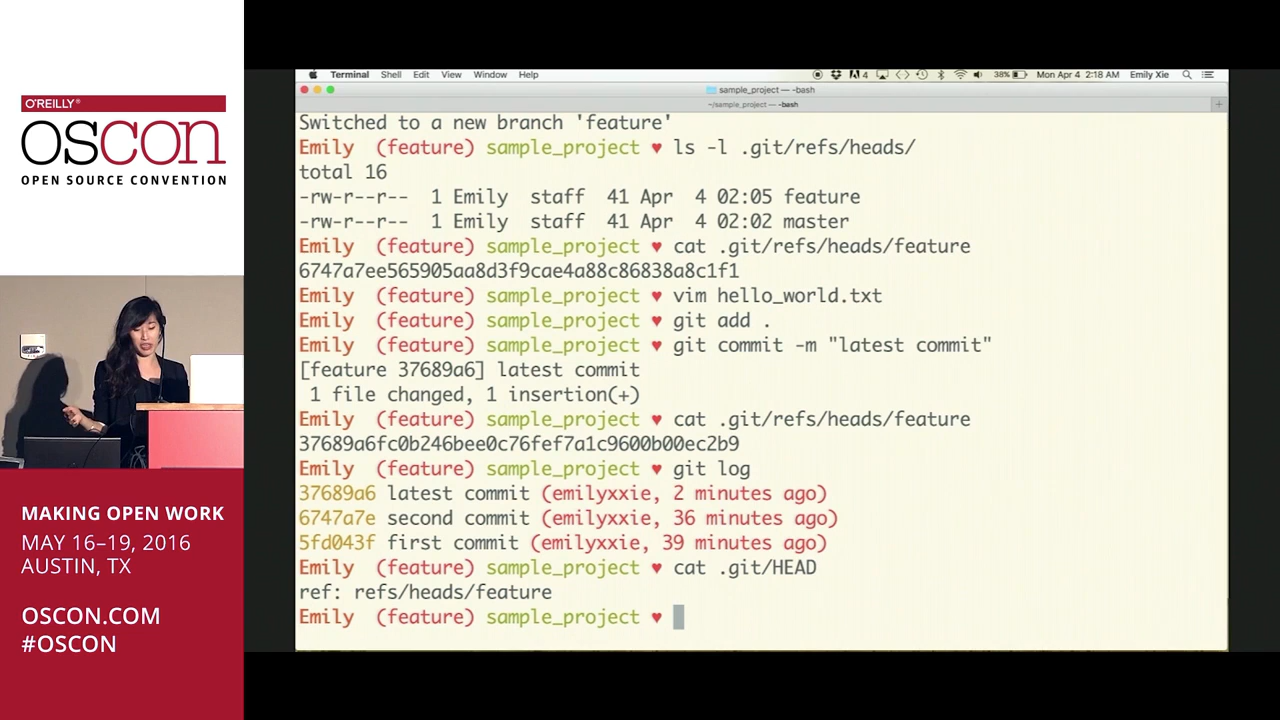 O'REILLY®
OSCON
OPEN SOURCE CONVENTION
MAKING OPEN WORK
MAY 16–19, 2016
AUSTIN, TX
OSCON.COM
#OSCON
Terminal Shell Edit View Window Help 4 38% Mon Apr 4 2:18 AM Emily Xie
sample_project — -bash
~/sample_project — -bash
Switched to a new branch 'feature'
Emily (feature) sample_project ♥ ls -l .git/refs/heads/
total 16
-rw-r--r-- 1 Emily staff 41 Apr 4 02:05 feature
-rw-r--r-- 1 Emily staff 41 Apr 4 02:02 master
Emily (feature) sample_project ♥ cat .git/refs/heads/feature
6747a7ee565905aa8d3f9cae4a88c86838a8c1f1
Emily (feature) sample_project ♥ vim hello_world.txt
Emily (feature) sample_project ♥ git add .
Emily (feature) sample_project ♥ git commit -m "latest commit"
[feature 37689a6] latest commit
1 file changed, 1 insertion(+)
Emily (feature) sample_project ♥ cat .git/refs/heads/feature
37689a6fc0b246bee0c76fef7a1c9600b00ec2b9
Emily (feature) sample_project ♥ git log
37689a6 latest commit (emilyxxie, 2 minutes ago)
6747a7e second commit (emilyxxie, 36 minutes ago)
5fd043f first commit (emilyxxie, 39 minutes ago)
Emily (feature) sample_project ♥ cat .git/HEAD
ref: refs/heads/feature
Emily (feature) sample_project ♥